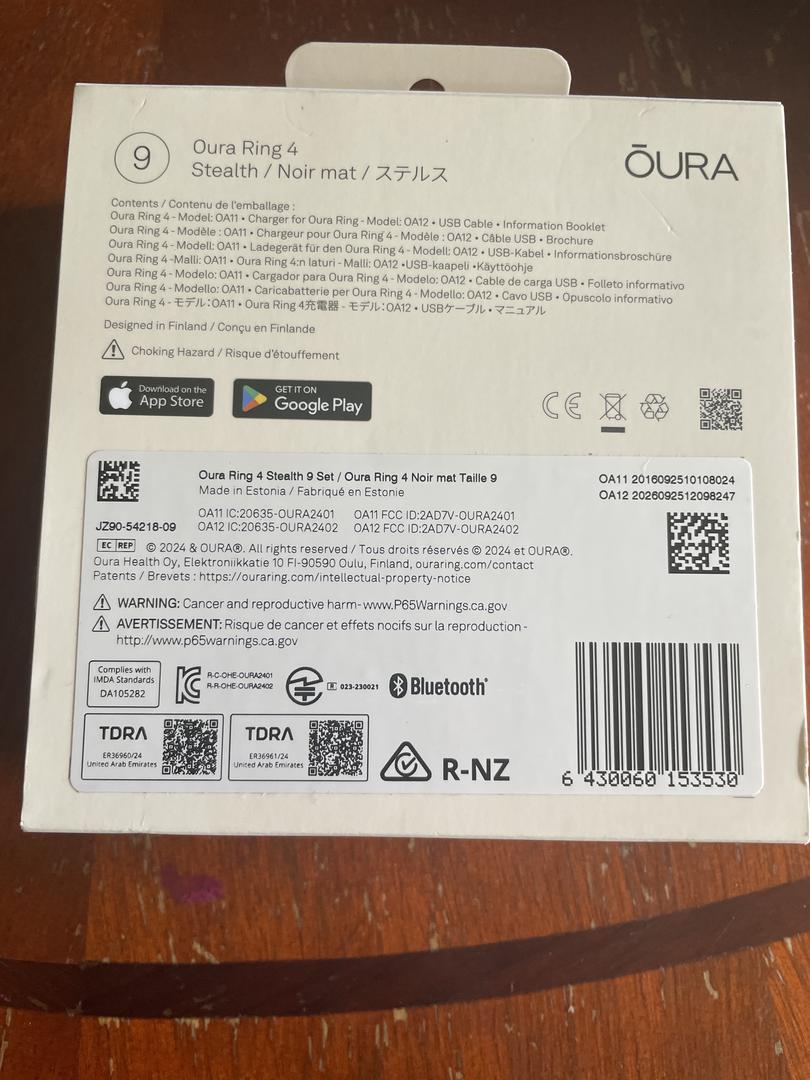 9
Oura Ring 4
Stealth / Noir mat / ステルス
ŌURA
Contents / Contenu de l'emballage :
Oura Ring 4 - Model: OA11 • Charger for Oura Ring - Model: OA12 • USB Cable • Information Booklet
Oura Ring 4 - Modèle : OA11 • Chargeur pour Oura Ring 4 - Modèle : OA12 • Câble USB • Brochure
Oura Ring 4 - Modell: OA11 • Ladegerät für den Oura Ring 4 - Modell: OA12 • USB-Kabel • Informationsbroschüre
Oura Ring 4 -Malli: OA11 • Oura Ring 4:n laturi - Malli: OA12 •USB-kaapeli •Käyttöohje
Oura Ring 4 - Modelo: OA11 • Cargador para Oura Ring 4 - Modelo: OA12 • Cable de carga USB • Folleto informativo
Oura Ring 4 - Modello: OA11 • Caricabatterie per Oura Ring 4 - Modello: OA12 • Cavo USB • Opuscolo informativo
Oura Ring 4 - モデル：OA11 • Oura Ring 4充電器 - モデル：OA12 • USBケーブル • マニュアル
Designed in Finland / Conçu en Finlande
Choking Hazard / Risque d'étouffement
Download on the
App Store
GET IT ON
Google Play
CE
Oura Ring 4 Stealth 9 Set / Oura Ring 4 Noir mat Taille 9
Made in Estonia / Fabriqué en Estonie
OA11 2016092510108024
OA12 2026092512098247
OA11 IC:20635-OURA2401 OA11 FCC ID:2AD7V-OURA2401
JZ90-54218-09 OA12 IC:20635-OURA2402 OA12 FCC ID:2AD7V-OURA2402
EC REP © 2024 & OURA®. All rights reserved / Tous droits réservés © 2024 et OURA®.
Oura Health Oy, Elektroniikkatie 10 FI-90590 Oulu, Finland, ouraring.com/contact
Patents / Brevets : https://ouraring.com/intellectual-property-notice
WARNING: Cancer and reproductive harm- www.P65Warnings.ca.gov
AVERTISSEMENT: Risque de cancer et effets nocifs sur la reproduction -
http://www.p65warnings.ca.gov
Complies with
IMDA Standards
DA105282
R-C-OHE-OURA2401
R-R-OHE-OURA2402
R 023-230021
Bluetooth®
TDRA
ER36960/24
United Arab Emirates
TDRA
ER36961/24
United Arab Emirates
R-NZ
6 430060 153530